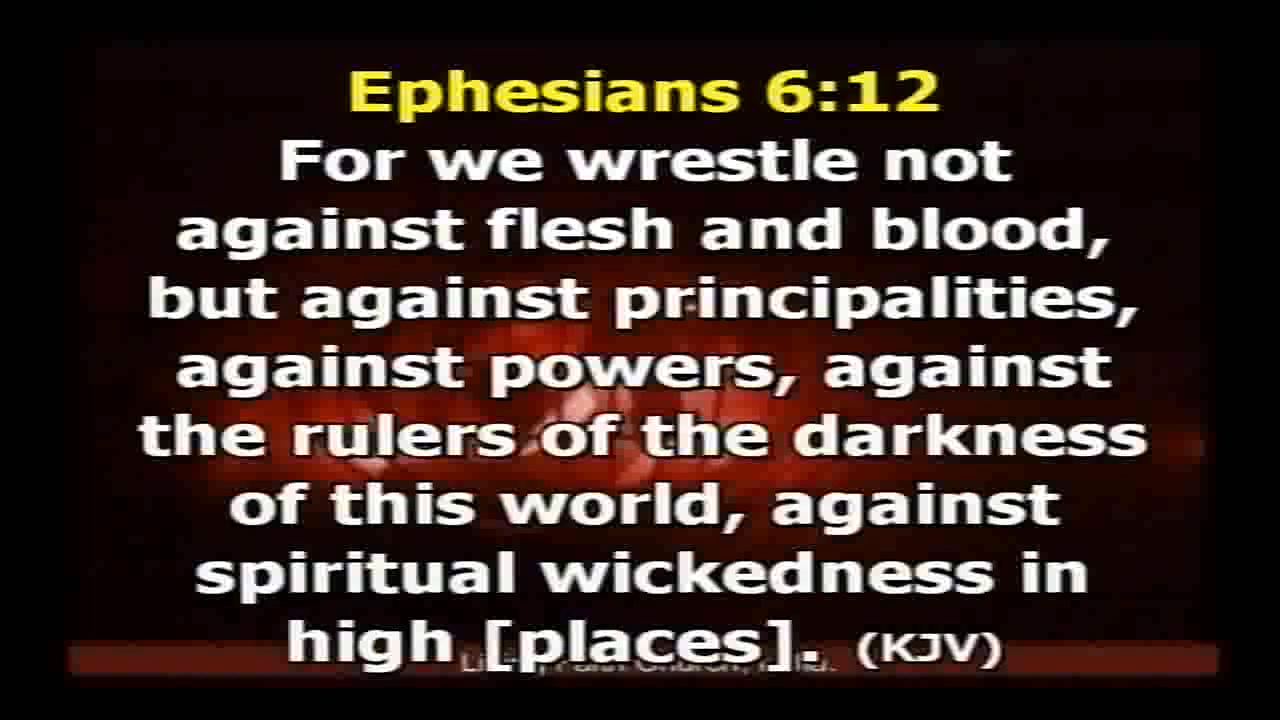 Ephesians 6:12
For we wrestle not
against flesh and blood,
but against principalities,
against powers, against
the rulers of the darkness
of this world, against
spiritual wickedness in
high [places]. (KJV)
Church,